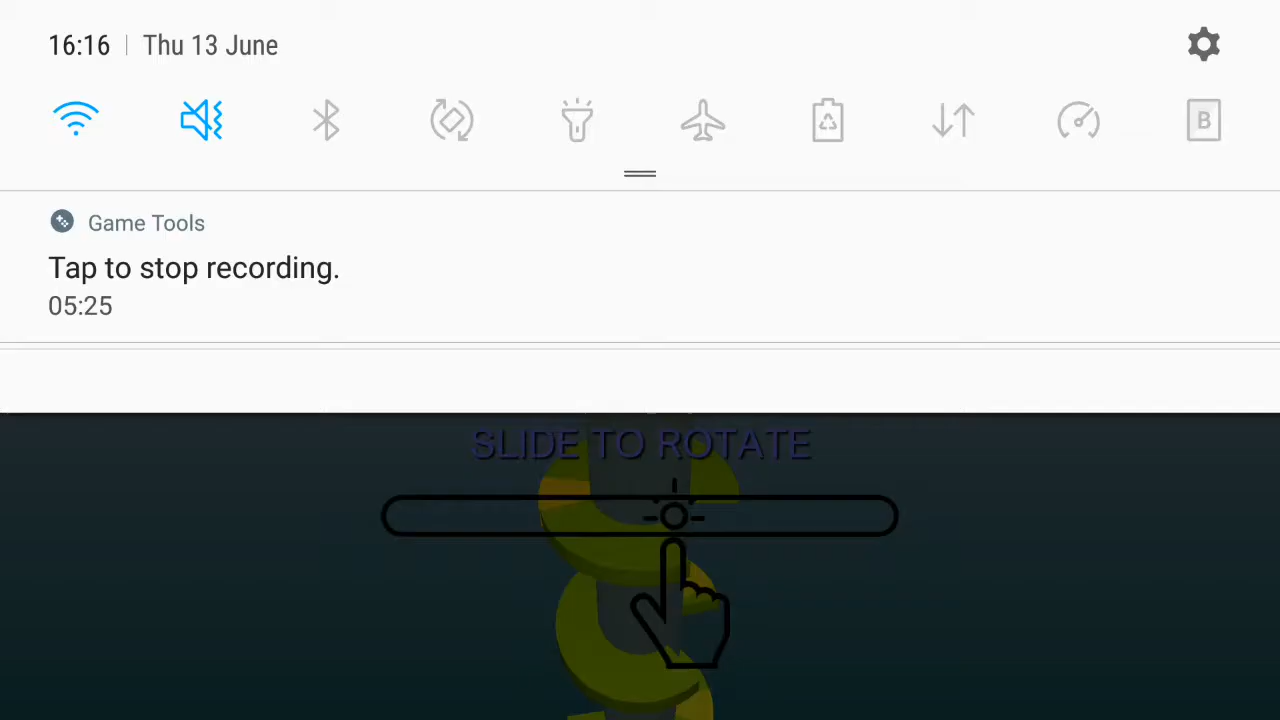 16:16 | Thu 13 June
B
Game Tools
Tap to stop recording.
05:25
SLIDE TO ROTATE